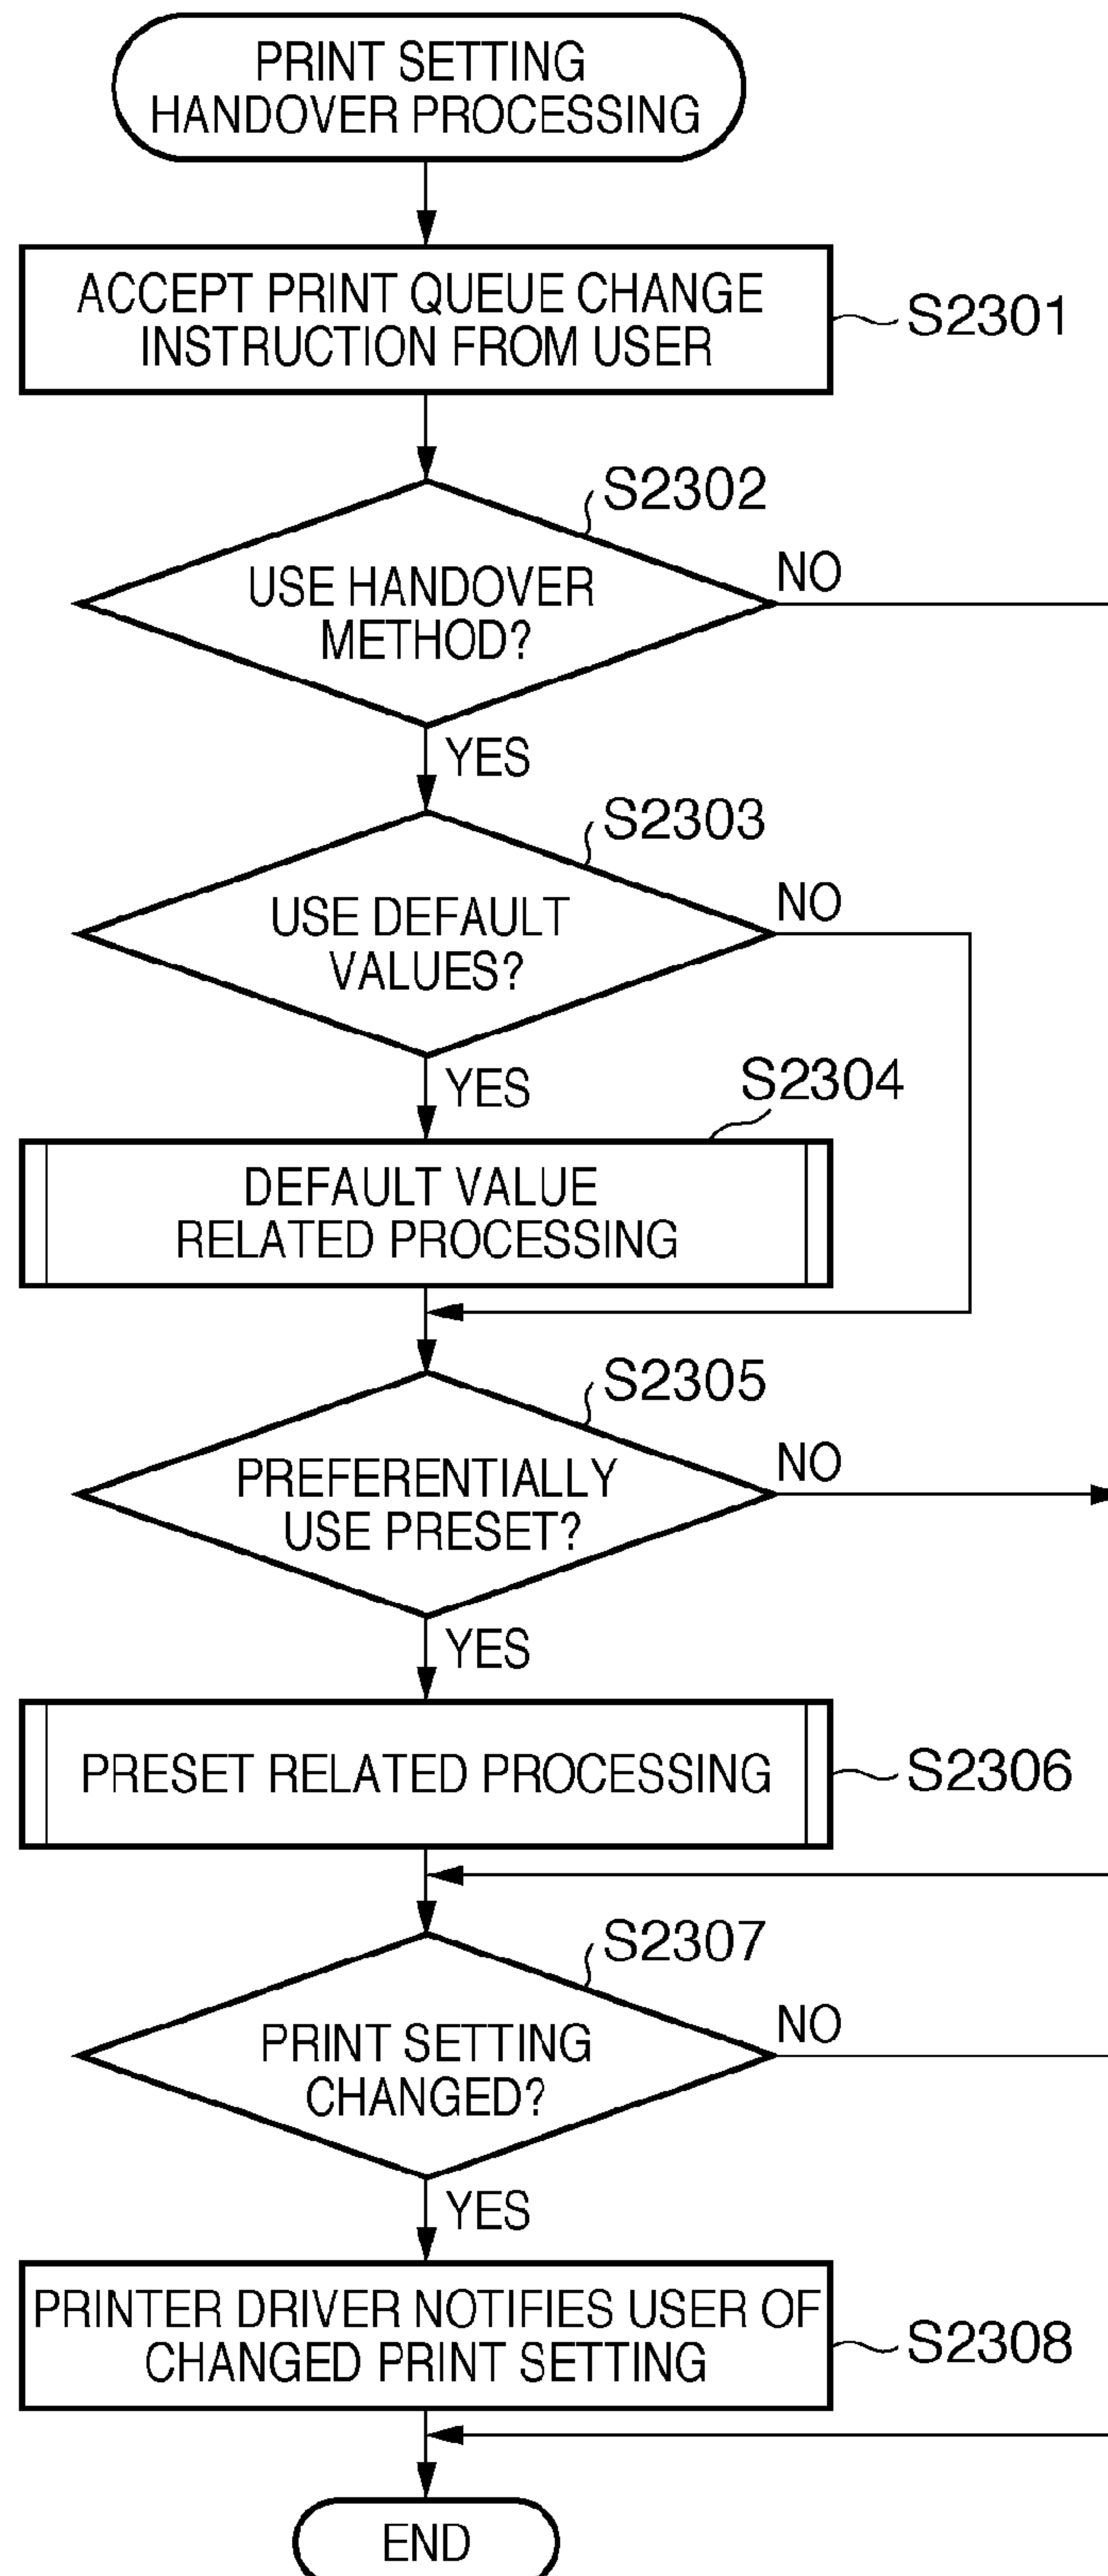 PRINT SETTING
HANDOVER PROCESSING
ACCEPT PRINT QUEUE CHANGE
INSTRUCTION FROM USER
S2301
S2302
USE HANDOVER
METHOD?
NO
YES
S2303
USE DEFAULT
VALUES?
NO
YES
S2304
DEFAULT VALUE
RELATED PROCESSING
S2305
PREFERENTIALLY
USE PRESET?
NO
YES
PRESET RELATED PROCESSING
S2306
S2307
PRINT SETTING
CHANGED?
NO
YES
PRINTER DRIVER NOTIFIES USER OF
CHANGED PRINT SETTING
S2308
END